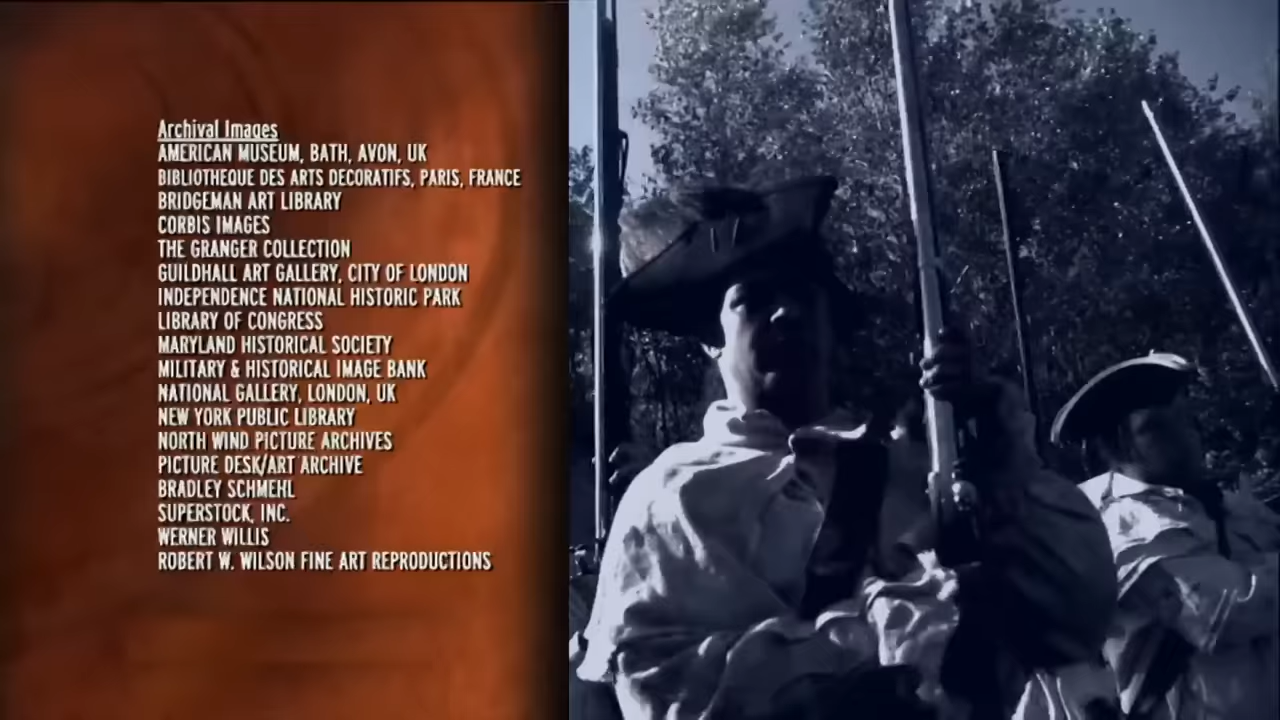 Archival Images
AMERICAN MUSEUM, BATH, AVON, UK
BIBLIOTHEQUE DES ARTS DECORATIFS, PARIS, FRANCE
BRIDGEMAN ART LIBRARY
CORBIS IMAGES
THE GRANGER COLLECTION
GUILDHALL ART GALLERY, CITY OF LONDON
INDEPENDENCE NATIONAL HISTORIC PARK
LIBRARY OF CONGRESS
MARYLAND HISTORICAL SOCIETY
MILITARY & HISTORICAL IMAGE BANK
NATIONAL GALLERY, LONDON, UK
NEW YORK PUBLIC LIBRARY
NORTH WIND PICTURE ARCHIVES
PICTURE DESK/ART ARCHIVE
BRADLEY SCHMEHL
SUPERSTOCK, INC.
WERNER WILLIS
ROBERT W. WILSON FINE ART REPRODUCTIONS